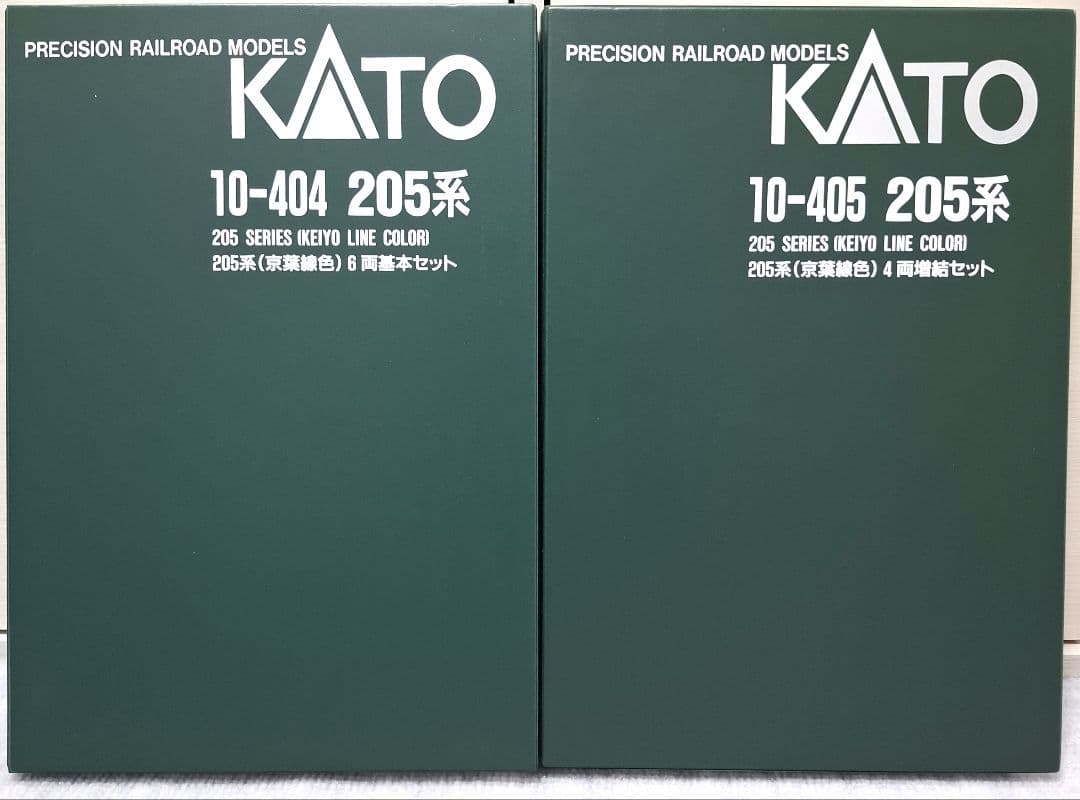 PRECISION RAILROAD MODELS
KATO
10-404 205系
205 SERIES (KEIYO LINE COLOR)
205系(京葉線色)6両基本セット
PRECISION RAILROAD MODELS
KATO
10-405 205系
205 SERIES (KEIYO LINE COLOR)
205系(京葉線色)4両増結セット